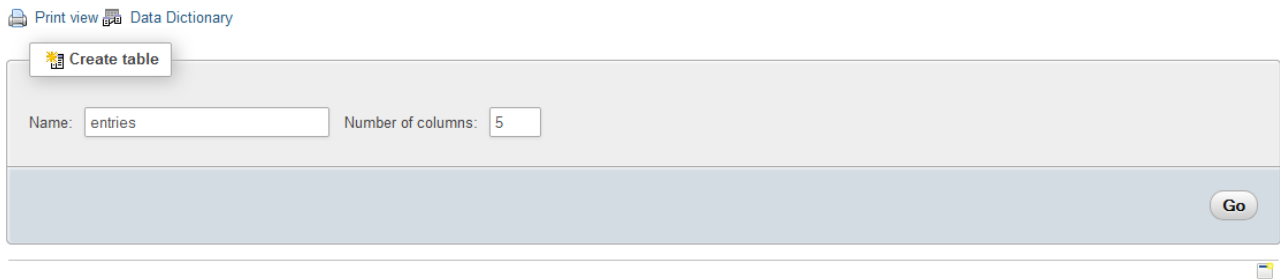 Print view Data Dictionary
Create table
Name: entries Number of columns: 5
Go